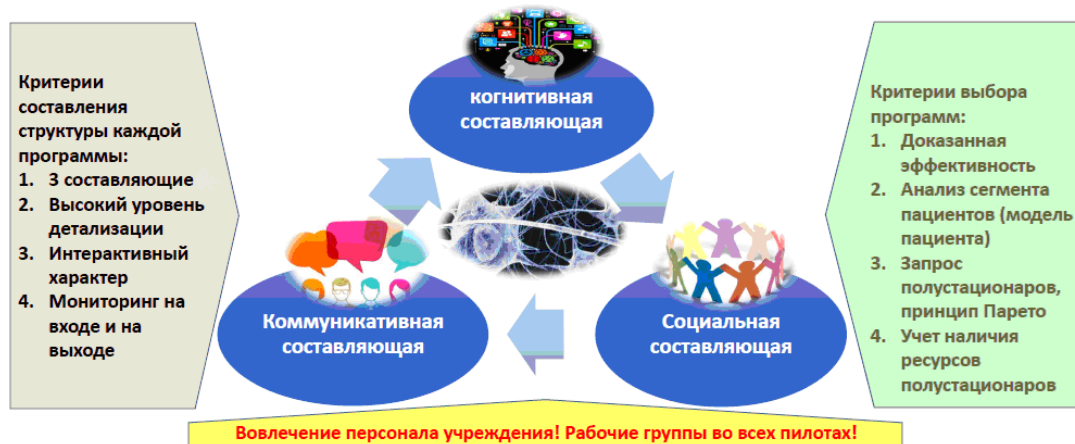 Критерии
составления
структуры каждой
программы:
1. 3 составляющие
2. Высокий уровень
детализации
3. Интерактивный
характер
4. Мониторинг на
входе и на
выходе
когнитивная
составляющая
Коммуникативная
составляющая
Социальная
составляющая
Критерии выбора
программ:
1. Доказанная
эффективность
2. Анализ сегмента
пациентов (модель
пациента)
3. Запрос
полустационаров,
принцип Парето
4. Учет наличия
ресурсов
полустационаров
Вовлечение персонала учреждения! Рабочие группы во всех пилотах!